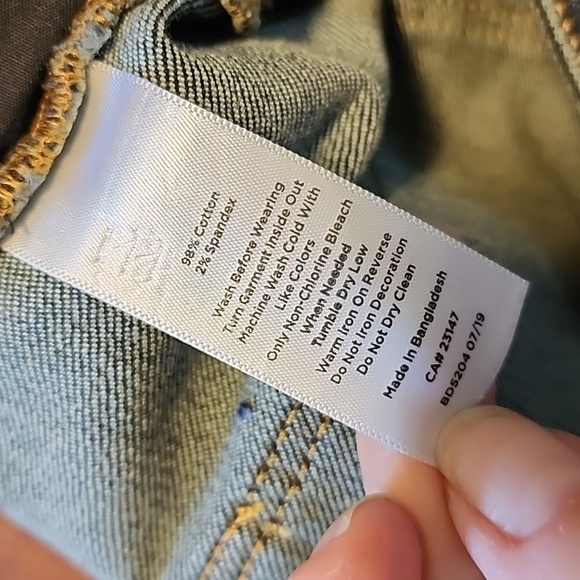 98% Cotton
2% Spandex
Wash Before Wearing
Turn Garment Inside Out
Machine Wash Cold With
Like Colors
Only Non-Chlorine Bleach
When Needed
Tumble Dry Low
Warm Iron On Reverse
Do Not Iron Decoration
Do Not Dry Clean
Made in Bangladesh
CA# 23147
BD5204 07/19